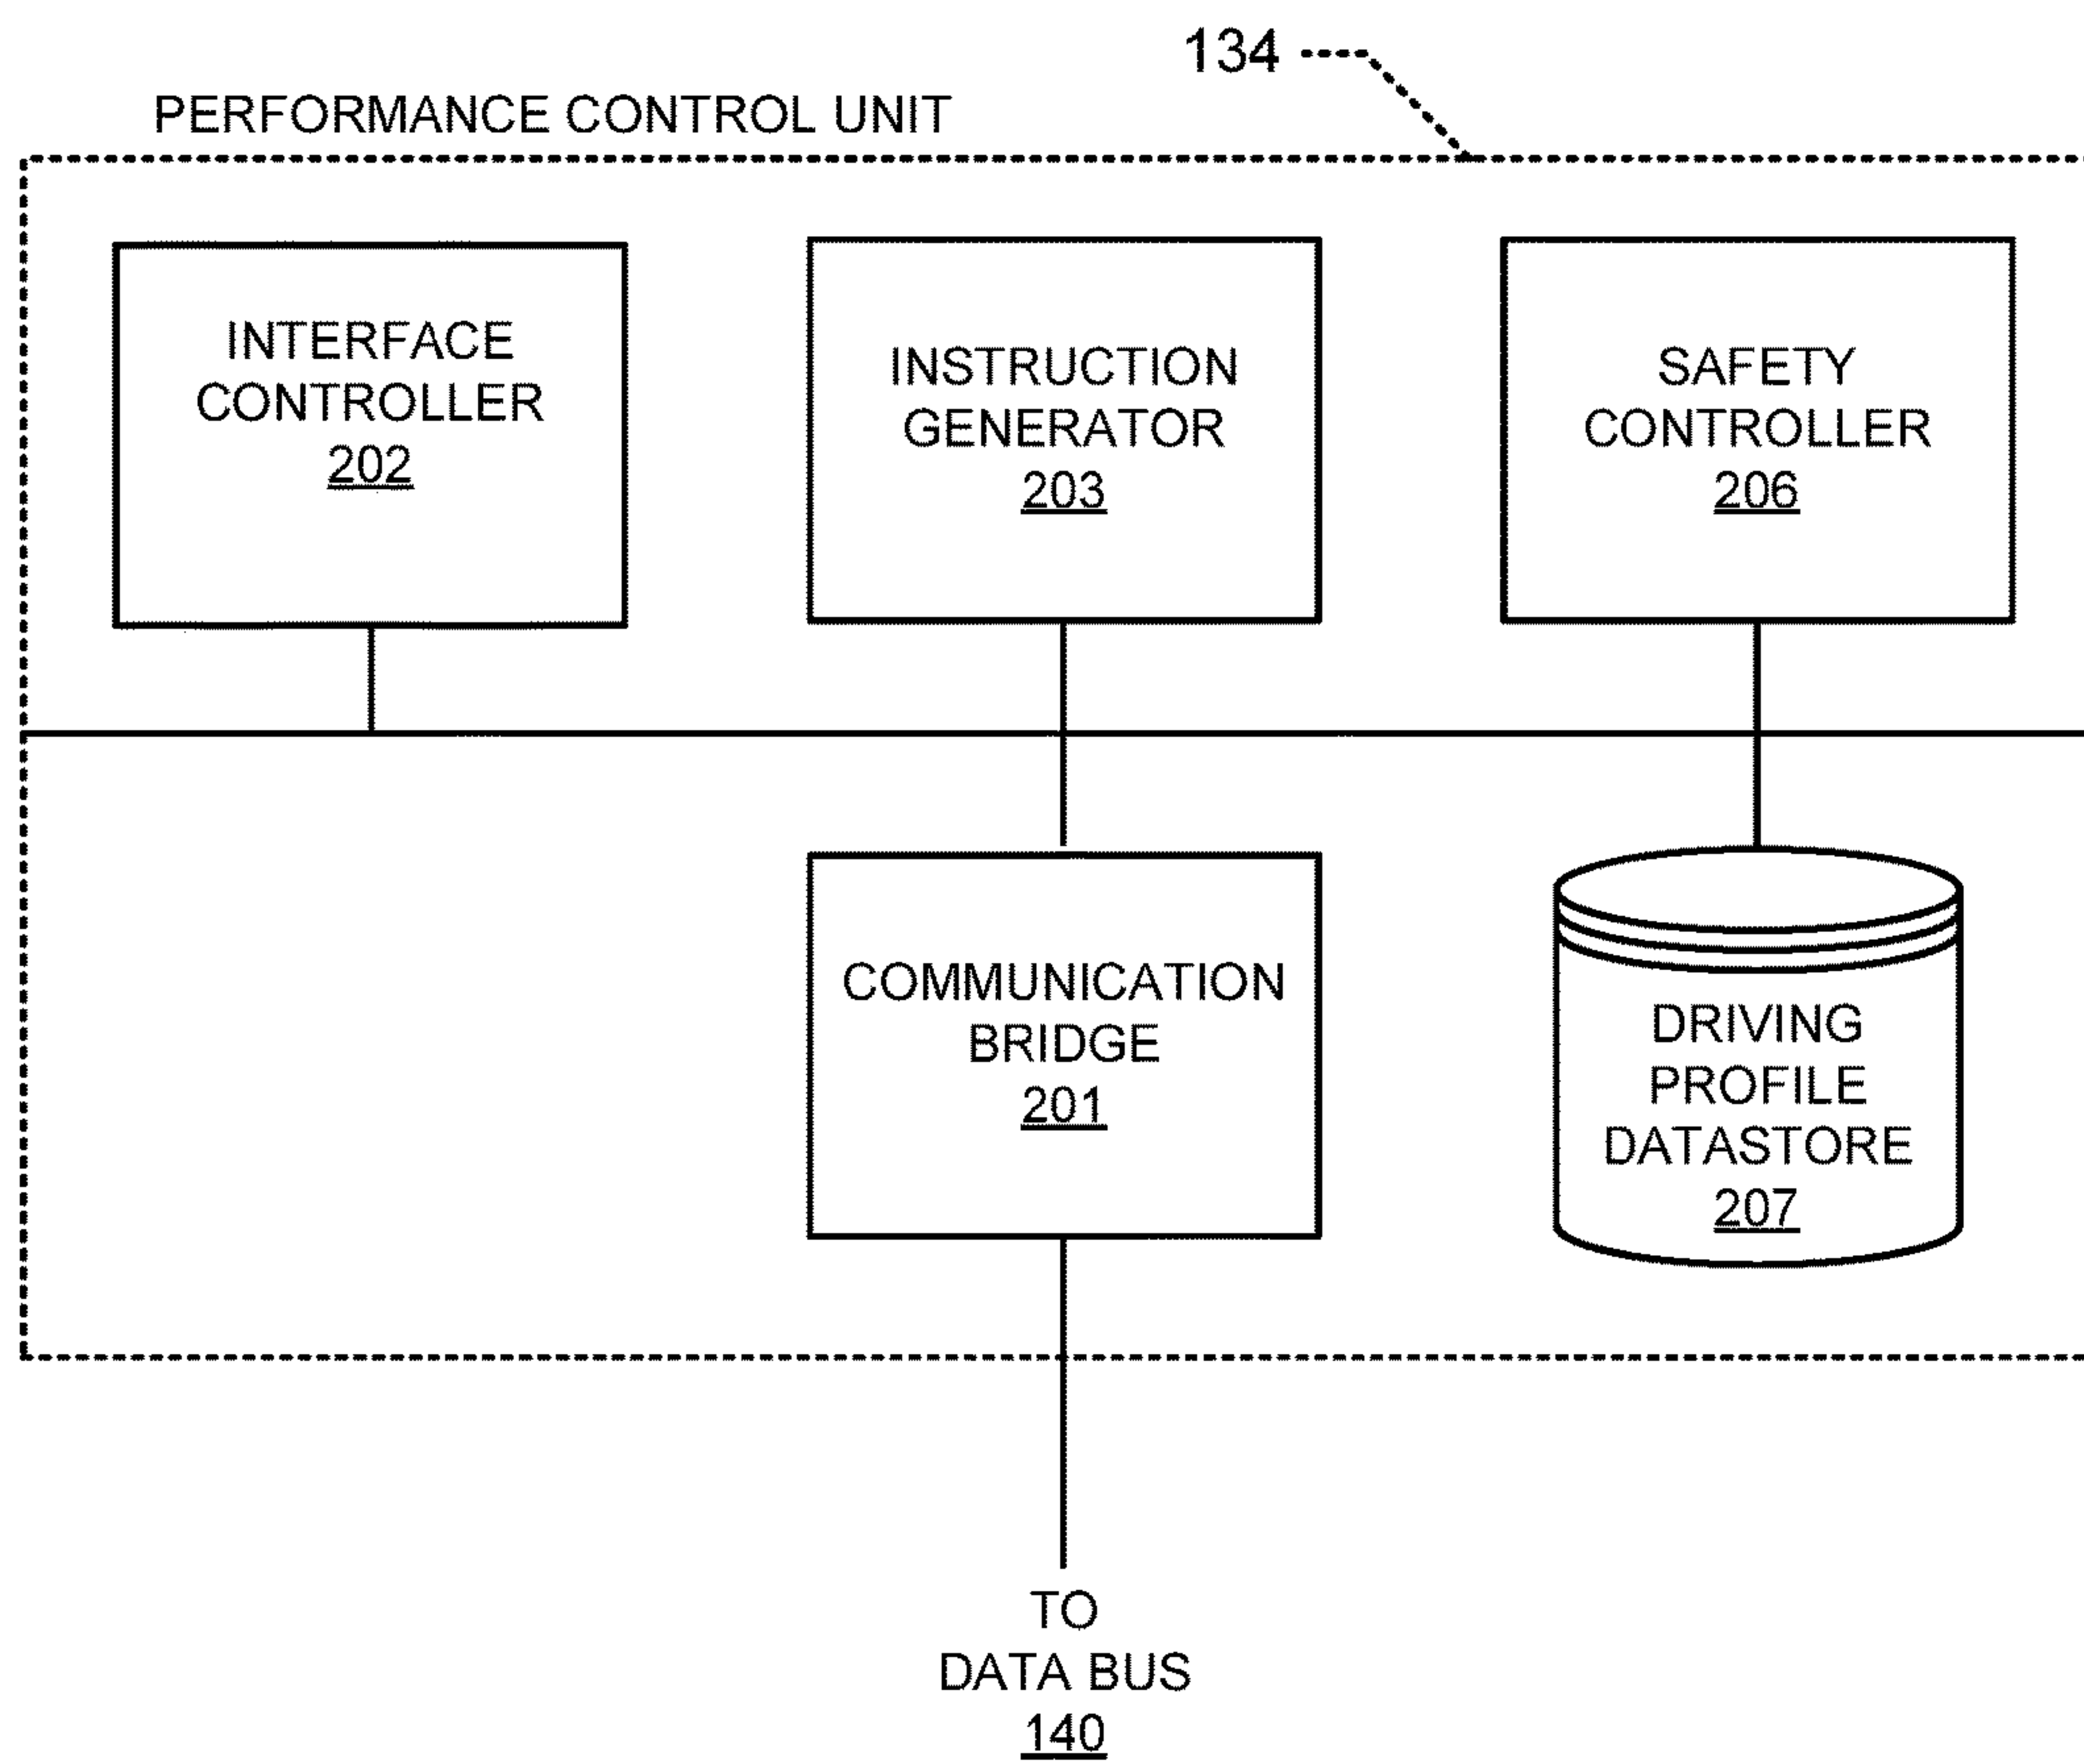 134
PERFORMANCE CONTROL UNIT
INTERFACE
CONTROLLER
202
INSTRUCTION
GENERATOR
203
SAFETY
CONTROLLER
206
COMMUNICATION
BRIDGE
201
DRIVING
PROFILE
DATASTORE
207
TO
DATA BUS
140